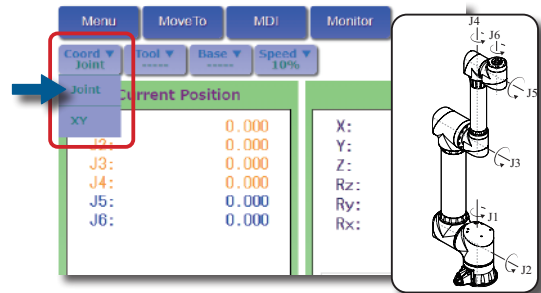 Menu MoveTo MDI Monitor
Coord ▼ Tool ▼ Base ▼ Speed ▼
Joint ----- ----- 10%
Joint
XY
Current Position
0.000
J2: 0.000
J3: 0.000
J4: 0.000
J5: 0.000
J6: 0.000
X:
Y:
Z:
Rz:
Ry:
Rx:
J4
J6
J5
J3
J1
J2